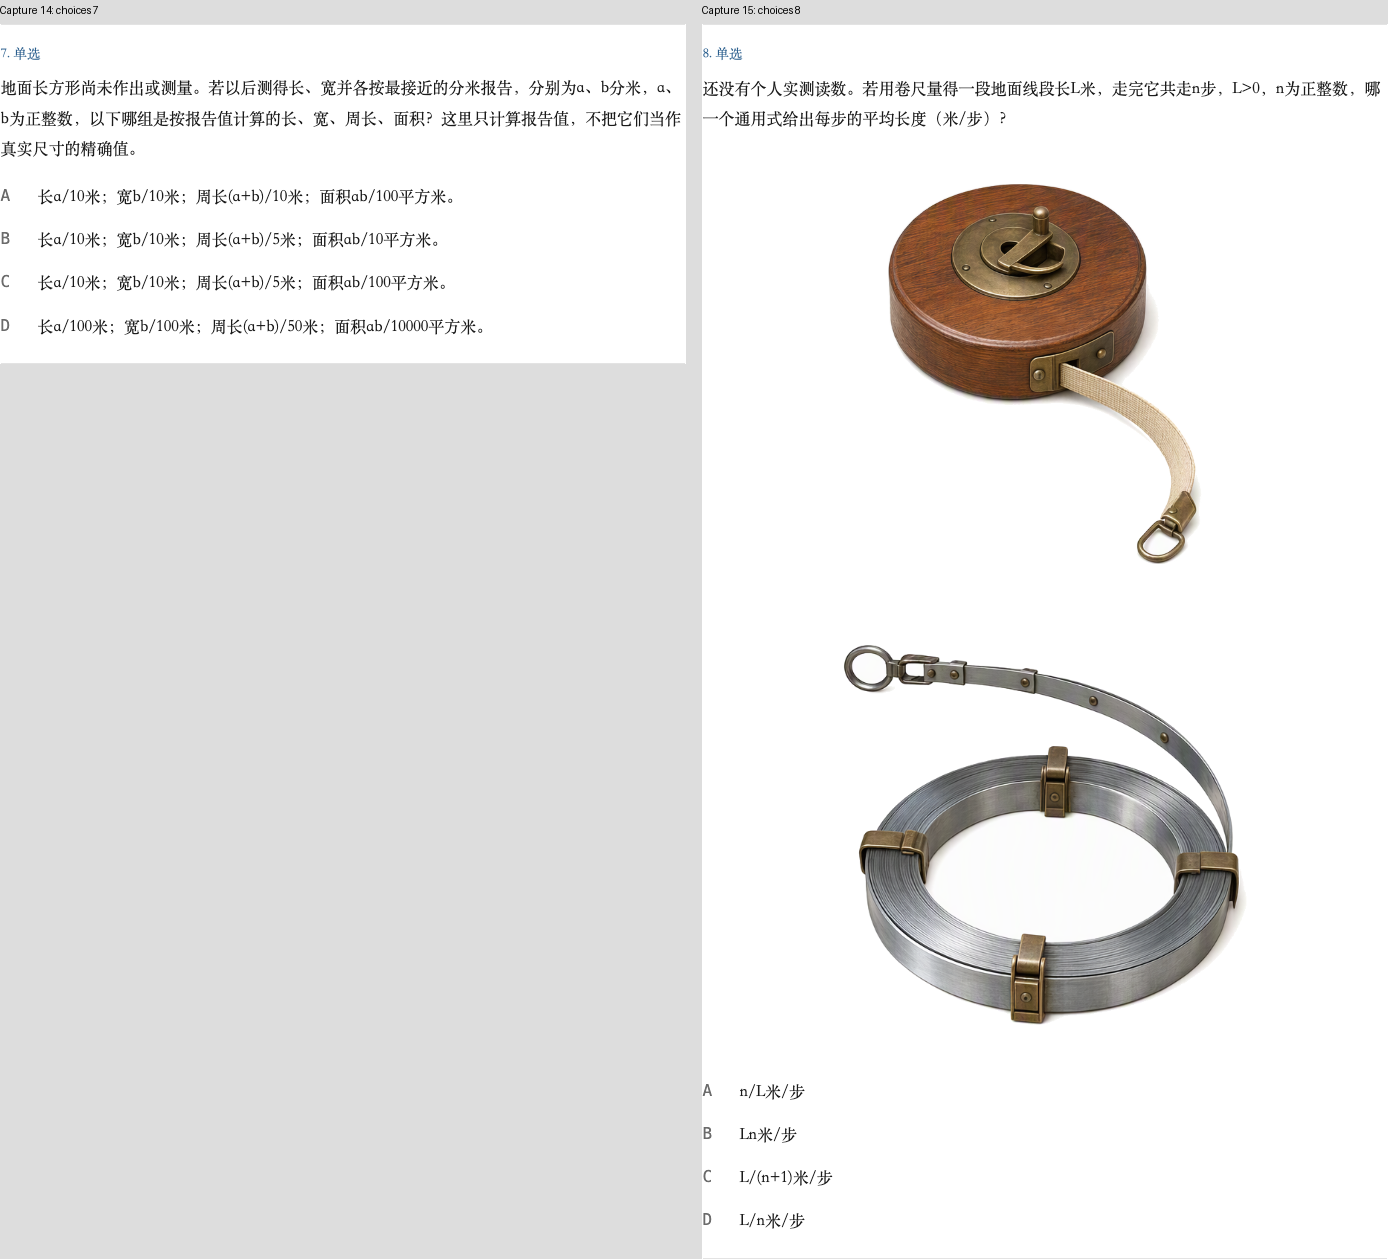 Capture 14: choices7
7. 单选
地面长方形尚未作出或测量。若以后测得长、宽并各按最接近的分米报告，分别为a、b分米，a、
b为正整数，以下哪组是按报告值计算的长、宽、周长、面积？这里只计算报告值，不把它们当作
真实尺寸的精确值。
A 长a/10米；宽b/10米；周长(a+b)/10米；面积ab/100平方米。
B 长a/10米；宽b/10米；周长(a+b)/5米；面积ab/10平方米。
C 长a/10米；宽b/10米；周长(a+b)/5米；面积ab/100平方米。
D 长a/100米；宽b/100米；周长(a+b)/50米；面积ab/10000平方米。
Capture 15: choices8
8. 单选
还没有个人实测读数。若用卷尺量得一段地面线段长L米，走完它共走n步，L>0，n为正整数，哪
一个通用式给出每步的平均长度（米/步）?
A n/L米/步
B Ln米/步
C L/(n+1)米/步
D L/n米/步